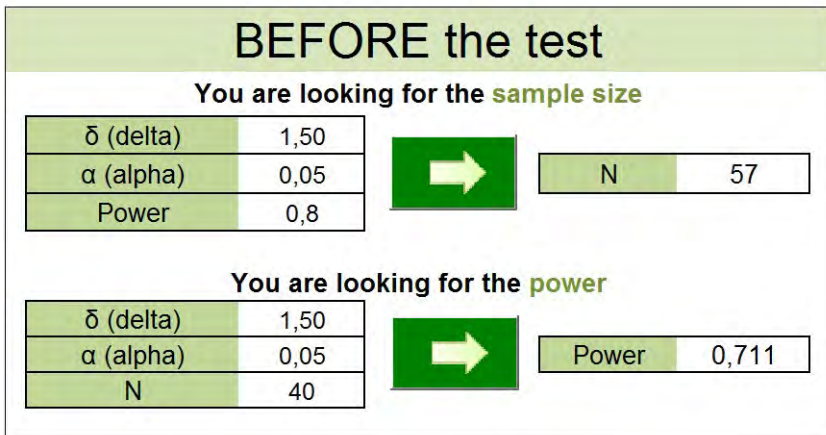 BEFORE the test
You are looking for the sample size
δ (delta) 1,50
α (alpha) 0,05
Power 0,8
N 57
You are looking for the power
δ (delta) 1,50
α (alpha) 0,05
N 40
Power 0,711